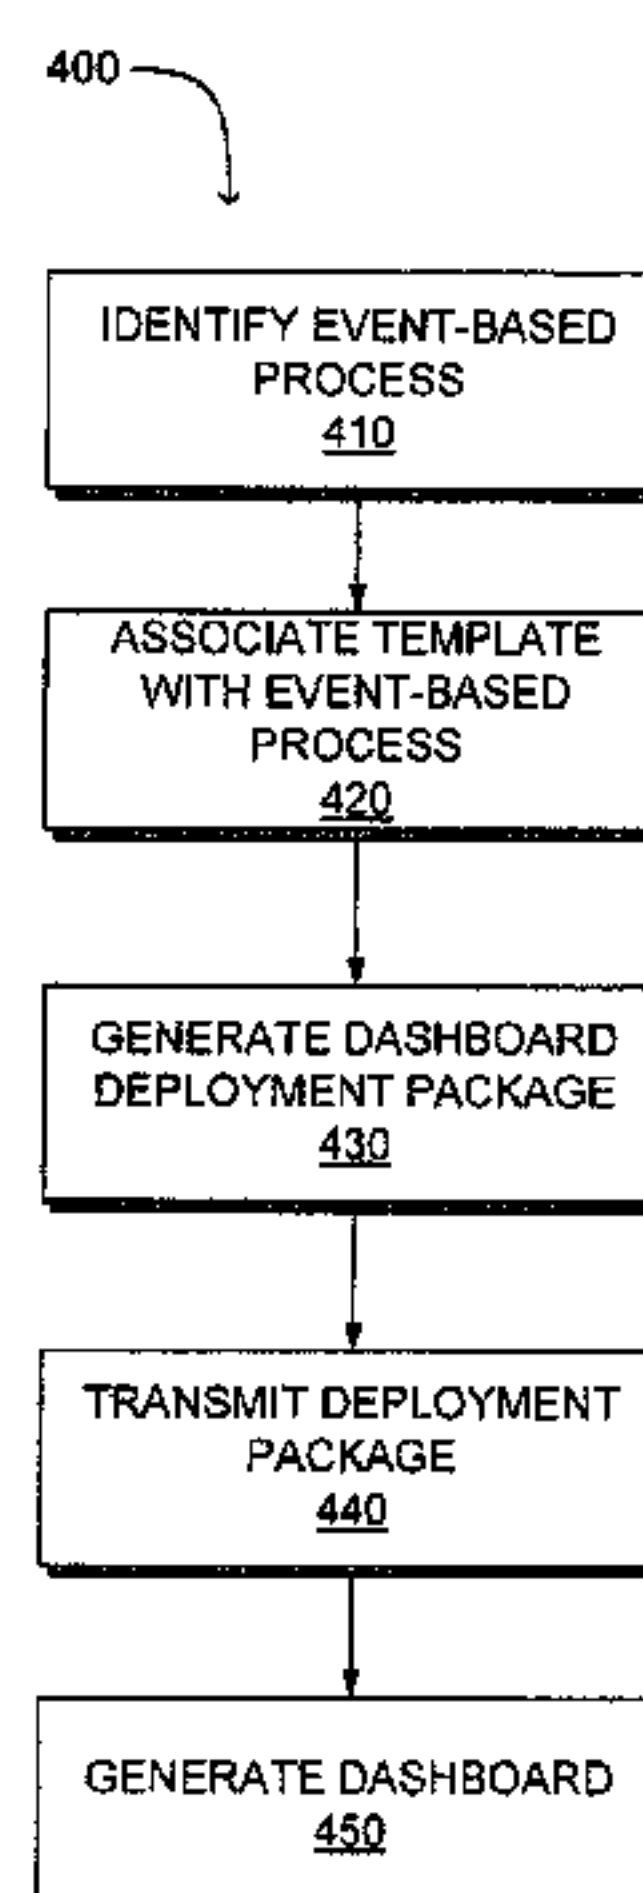 400
IDENTIFY EVENT-BASED
PROCESS
410
ASSOCIATE TEMPLATE
WITH EVENT-BASED
PROCESS
420
GENERATE DASHBOARD
DEPLOYMENT PACKAGE
430
TRANSMIT DEPLOYMENT
PACKAGE
440
GENERATE DASHBOARD
450